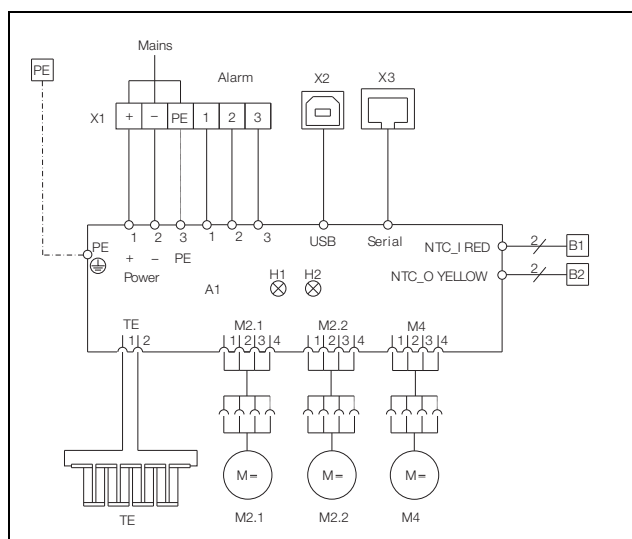 Mains
PE
Alarm
X2
X3
X1
+ – PE 1 2 3
1 2 3 1 2 3
USB
Serial
PE
+ – PE
Power
NTC_I RED
2
B1
NTC_O YELLOW
2
B2
A1
H1
H2
TE
M2.1
M2.2
M4
1 2
1 2 3 4
1 2 3 4
1 2 3 4
M=
M=
M=
TE
M2.1
M2.2
M4